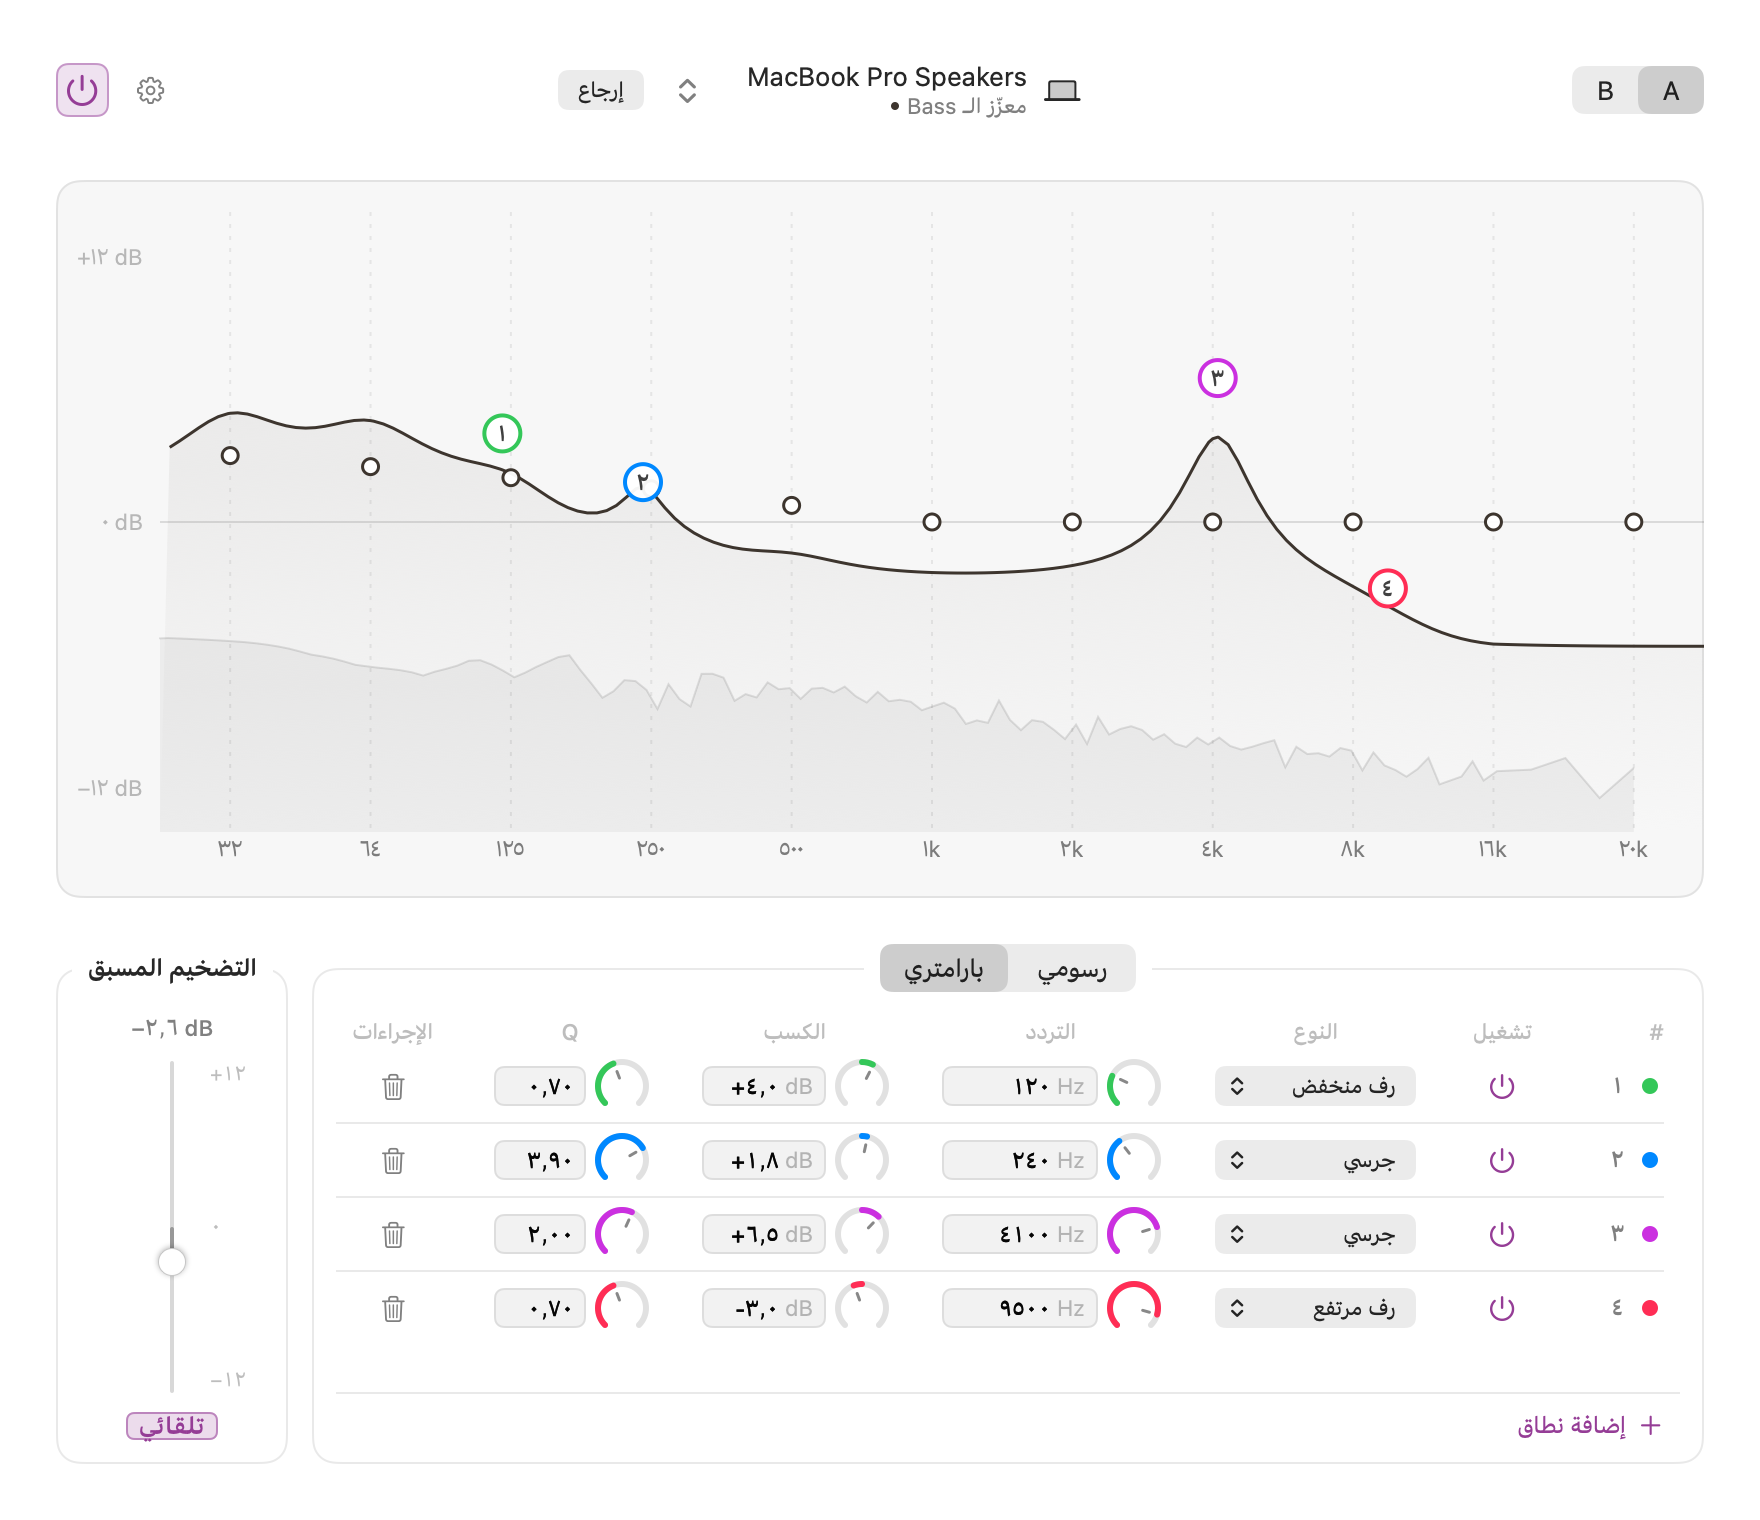 A
B
MacBook Pro Speakers
معزّز الـ Bass •
إرجاع
+١٢ dB
٠ dB
−١٢ dB
١
٢
٣
٤
٣٢
٦٤
١٢٥
٢٥٠
٥٠٠
١k
٢k
٤k
٨k
١٦k
٢٠k
رسومي
بارامتري
# تشغيل النوع التردد الكسب Q الإجراءات
١ رف منخفض ١٢٠ Hz +٤,٠ dB ٠,٧٠
٢ جرسي ٢٤٠ Hz +١,٨ dB ٣,٩٠
٣ جرسي ٤١٠٠ Hz +٦,٥ dB ٢,٠٠
٤ رف مرتفع ٩٥٠٠ Hz -٣,٠ dB ٠,٧٠
+ إضافة نطاق
التضخيم المسبق
−٢,٦ dB
+١٢
٠
−١٢
تلقائي